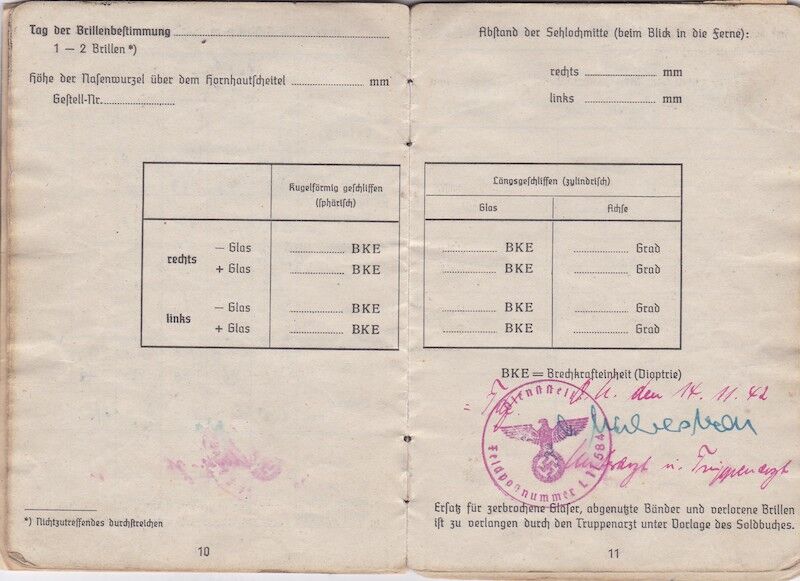 Tag der Brillenbestimmung
1 — 2 Brillen *)
Höhe der Nasenwurzel über dem Hornhautscheitel ............ mm
Gestell-Nr.............
Kugelförmig geschliffen
(sphärisch)
rechts
— Glas ............ BKE
+ Glas ............ BKE
links
— Glas ............ BKE
+ Glas ............ BKE
*) Nichtzutreffendes durchstreichen
10
Abstand der Sehlochmitte (beim Blick in die Ferne):
rechts ............ mm
links ............ mm
Längsgeschliffen (zylindrisch)
Glas Achse
............ BKE ............ Grad
............ BKE ............ Grad
............ BKE ............ Grad
............ BKE ............ Grad
BKE = Brechkrafteinheit (Dioptrie)
den 14. 11. 42
Dienststelle
Feldpostnummer L
u. Truppenarzt
Ersatz für zerbrochene Gläser, abgenutzte Bänder und verlorene Brillen
ist zu verlangen durch den Truppenarzt unter Vorlage des Soldbuches.
11